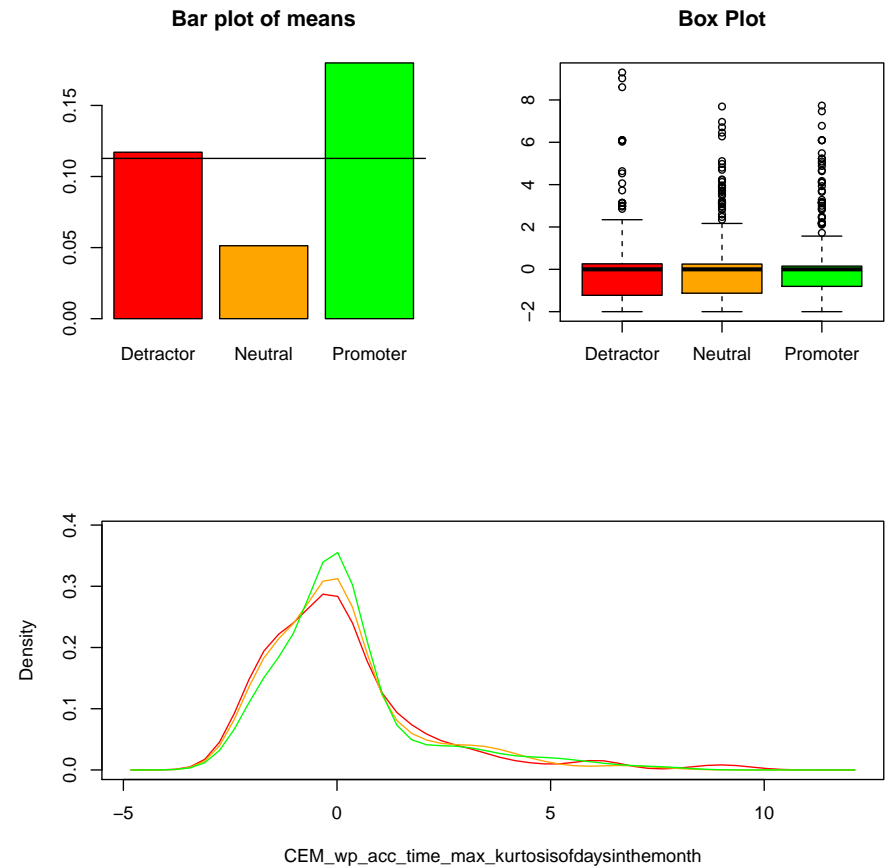 Bar plot of means
0.15
0.10
0.05
0.00
Detractor Neutral Promoter
Box Plot
8
6
4
2
0
−2
Detractor Neutral Promoter
0.4
0.3
0.2
0.1
0.0
Density
−5 0 5 10
CEM_wp_acc_time_max_kurtosisofdaysinthemonth